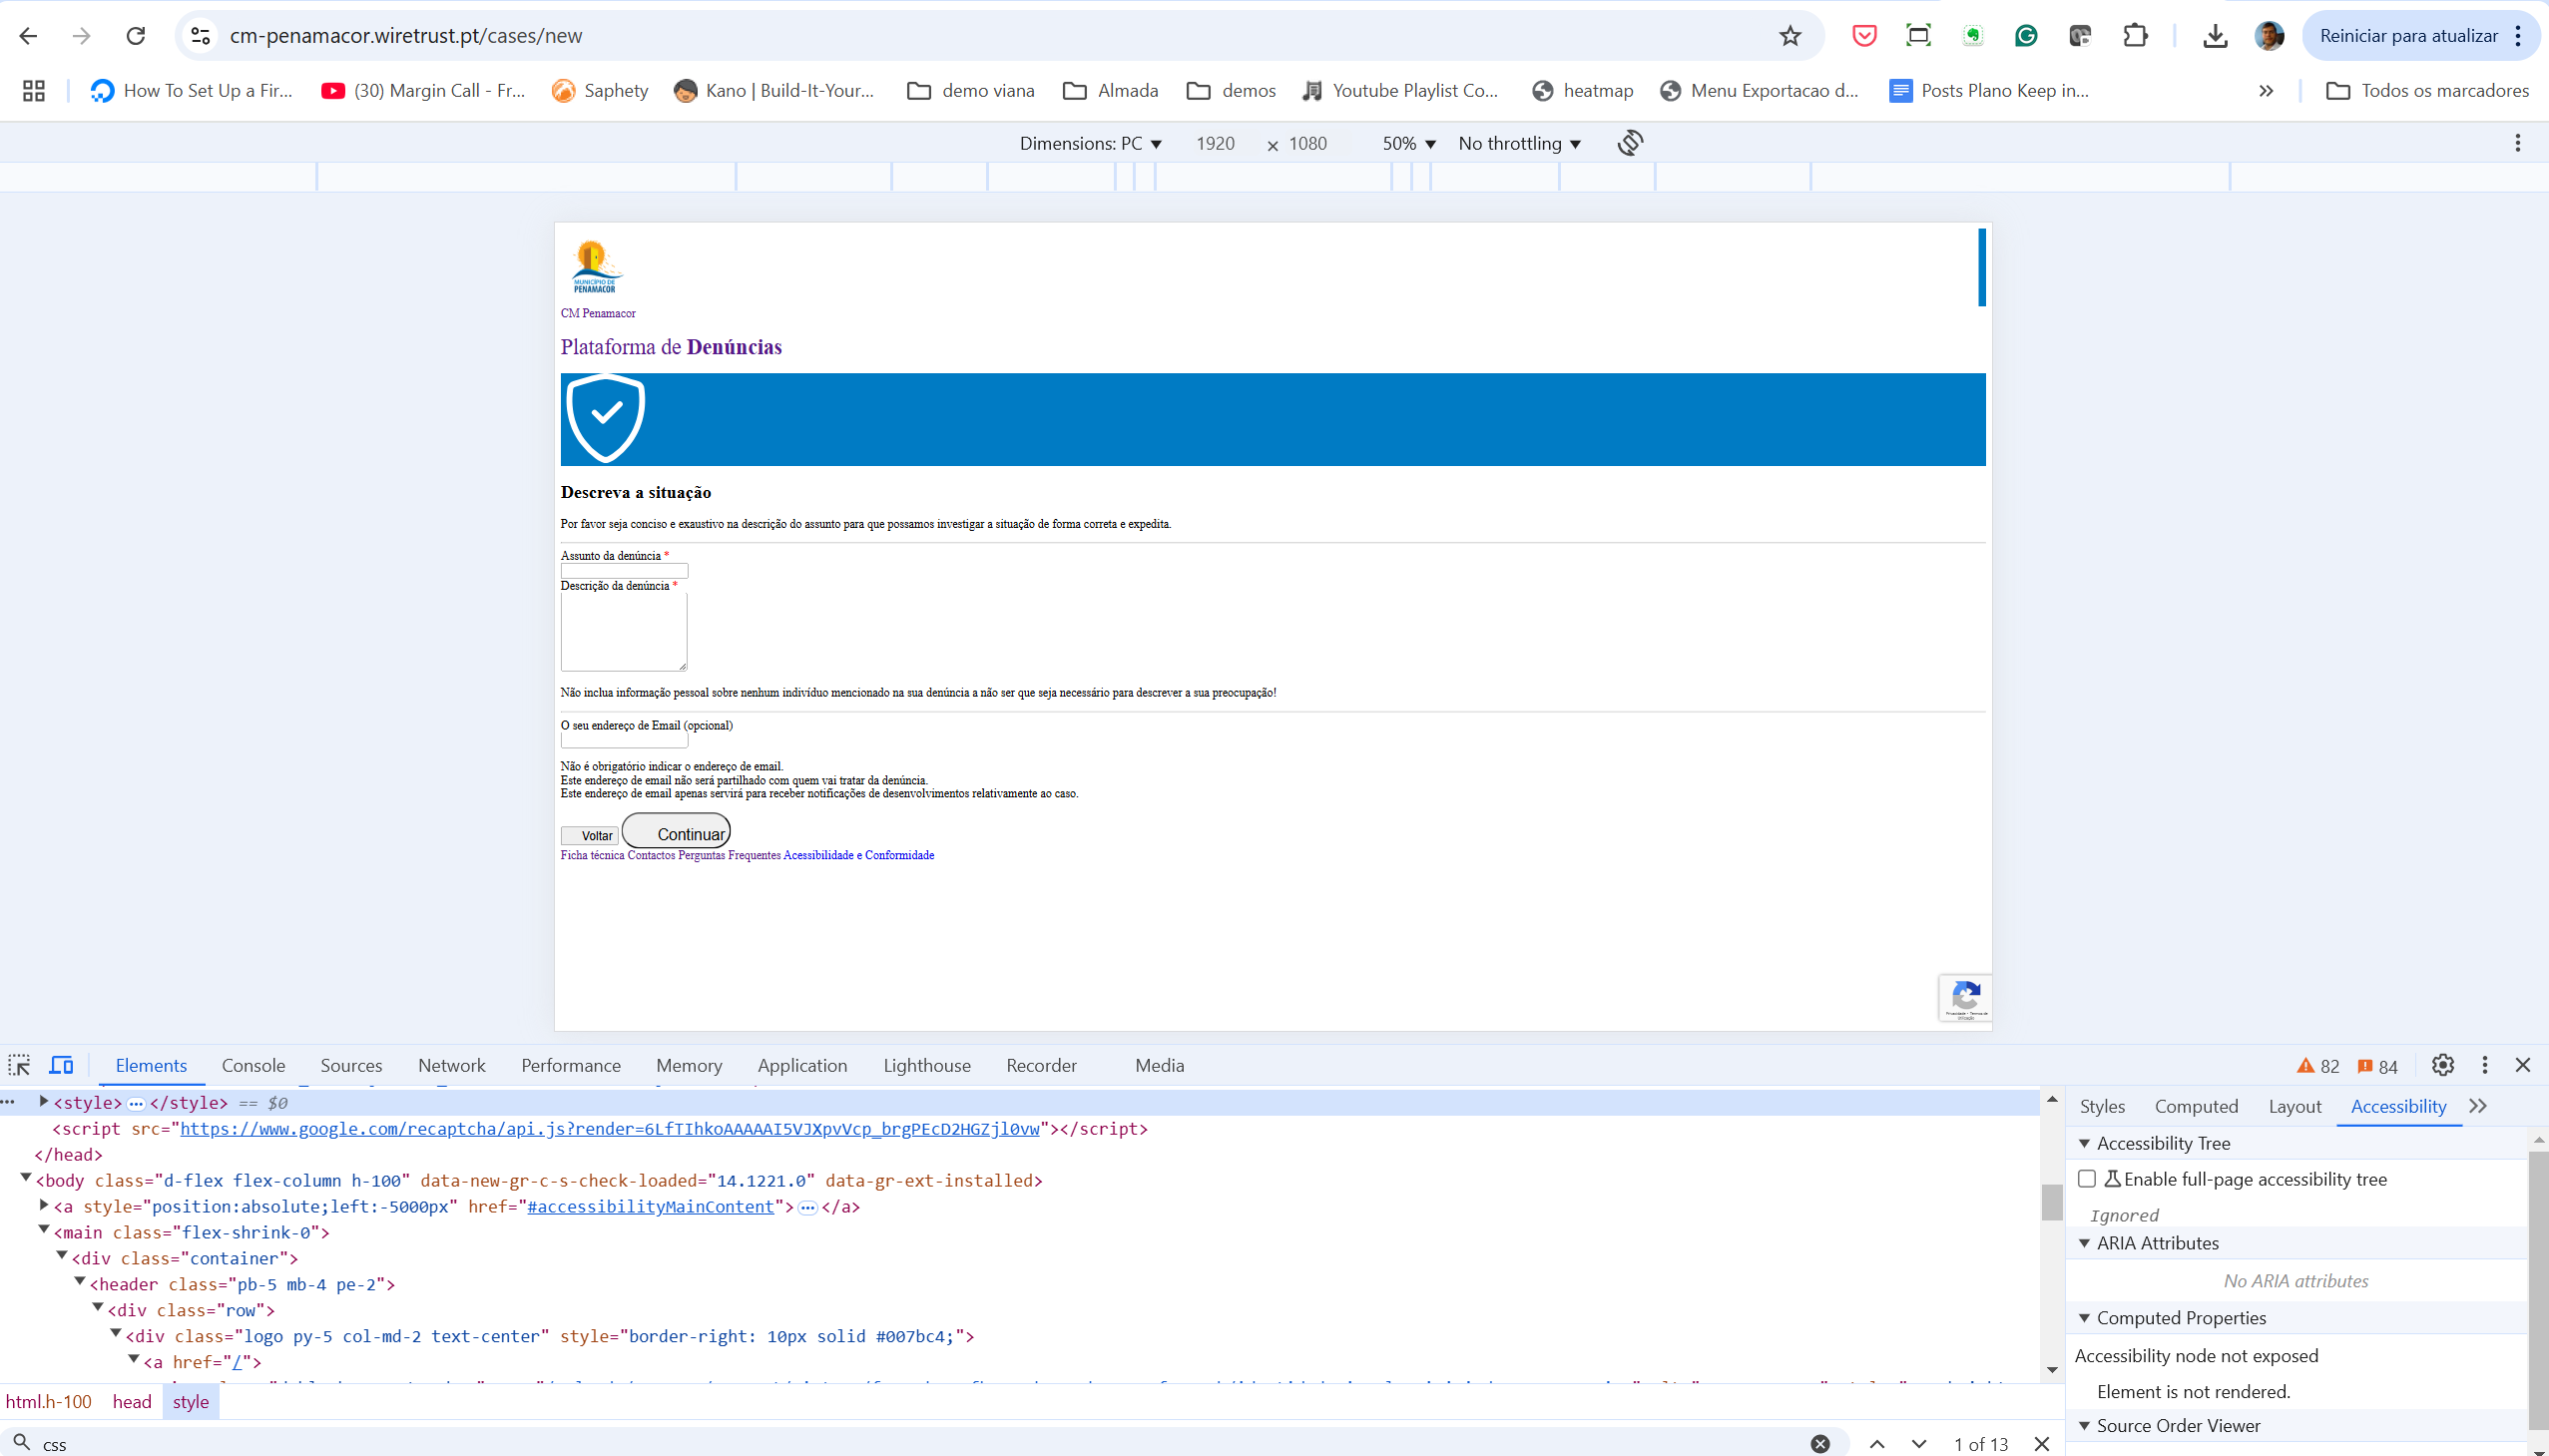 cm-penamacor.wiretrust.pt/cases/new
Reiniciar para atualizar
How To Set Up a Fir...
(30) Margin Call - Fr...
Saphety
Kano | Build-It-Your...
demo viana
Almada
demos
Youtube Playlist Co...
heatmap
Menu Exportacao d...
Posts Plano Keep in...
Todos os marcadores
Dimensions: PC 1920 × 1080 50% No throttling
MUNICÍPIO DE
PENAMACOR
CM Penamacor
Plataforma de Denúncias
Descreva a situação
Por favor seja conciso e exaustivo na descrição do assunto para que possamos investigar a situação de forma correta e expedita.
Assunto da denúncia *
Descrição da denúncia *
Não inclua informação pessoal sobre nenhum indivíduo mencionado na sua denúncia a não ser que seja necessário para descrever a sua preocupação!
O seu endereço de Email (opcional)
Não é obrigatório indicar o endereço de email.
Este endereço de email não será partilhado com quem vai tratar da denúncia.
Este endereço de email apenas servirá para receber notificações de desenvolvimentos relativamente ao caso.
Voltar Continuar
Ficha técnica Contactos Perguntas Frequentes Acessibilidade e Conformidade
Privacidade - Termos de
Utilização
Elements Console Sources Network Performance Memory Application Lighthouse Recorder Media 82 84
<style>…</style> == $0
<script src="https://www.google.com/recaptcha/api.js?render=6LfTIhkoAAAAAI5VJXpvVcp_brgPEcD2HGZjl0vw"></script>
</head>
<body class="d-flex flex-column h-100" data-new-gr-c-s-check-loaded="14.1221.0" data-gr-ext-installed>
<a style="position:absolute;left:-5000px" href="#accessibilityMainContent">…</a>
<main class="flex-shrink-0">
<div class="container">
<header class="pb-5 mb-4 pe-2">
<div class="row">
<div class="logo py-5 col-md-2 text-center" style="border-right: 10px solid #007bc4;">
<a href="/">
html.h-100 head style
css
1 of 13
Styles Computed Layout Accessibility
Accessibility Tree
Enable full-page accessibility tree
Ignored
ARIA Attributes
No ARIA attributes
Computed Properties
Accessibility node not exposed
Element is not rendered.
Source Order Viewer